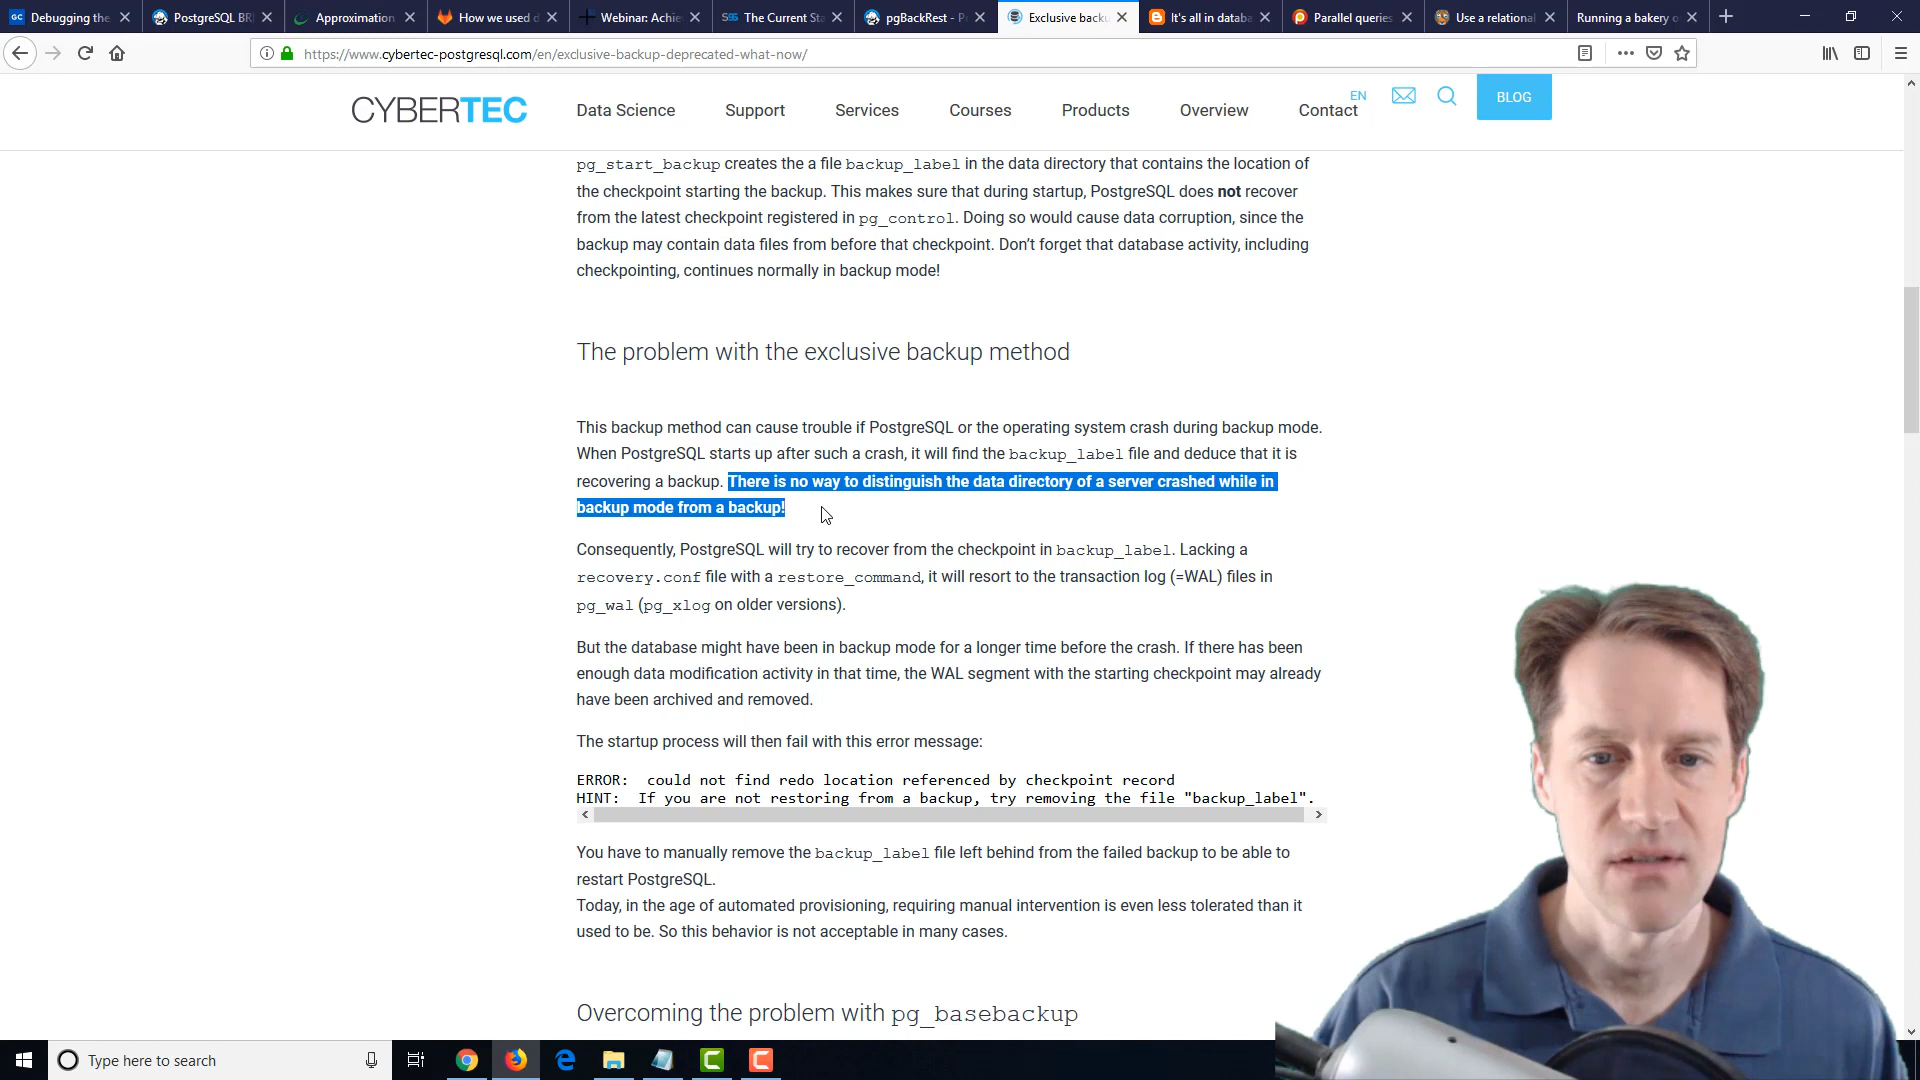 Debugging the
PostgreSQL BRI
Approximation
How we used d
Webinar: Achie
The Current Sta
pgBackRest - P
Exclusive backu
It's all in databa
Parallel queries
Use a relational
Running a bakery o
https://www.cybertec-postgresql.com/en/exclusive-backup-deprecated-what-now/
CYBERTEC
Data Science
Support
Services
Courses
Products
Overview
Contact
EN
BLOG
pg_start_backup creates the a file backup_label in the data directory that contains the location of
the checkpoint starting the backup. This makes sure that during startup, PostgreSQL does not recover
from the latest checkpoint registered in pg_control. Doing so would cause data corruption, since the
backup may contain data files from before that checkpoint. Don’t forget that database activity, including
checkpointing, continues normally in backup mode!
The problem with the exclusive backup method
This backup method can cause trouble if PostgreSQL or the operating system crash during backup mode.
When PostgreSQL starts up after such a crash, it will find the backup_label file and deduce that it is
recovering a backup. There is no way to distinguish the data directory of a server crashed while in
backup mode from a backup!
Consequently, PostgreSQL will try to recover from the checkpoint in backup_label. Lacking a
recovery.conf file with a restore_command, it will resort to the transaction log (=WAL) files in
pg_wal (pg_xlog on older versions).
But the database might have been in backup mode for a longer time before the crash. If there has been
enough data modification activity in that time, the WAL segment with the starting checkpoint may already
have been archived and removed.
The startup process will then fail with this error message:
ERROR:  could not find redo location referenced by checkpoint record
HINT:  If you are not restoring from a backup, try removing the file "backup_label".
You have to manually remove the backup_label file left behind from the failed backup to be able to
restart PostgreSQL.
Today, in the age of automated provisioning, requiring manual intervention is even less tolerated than it
used to be. So this behavior is not acceptable in many cases.
Overcoming the problem with pg_basebackup
Type here to search